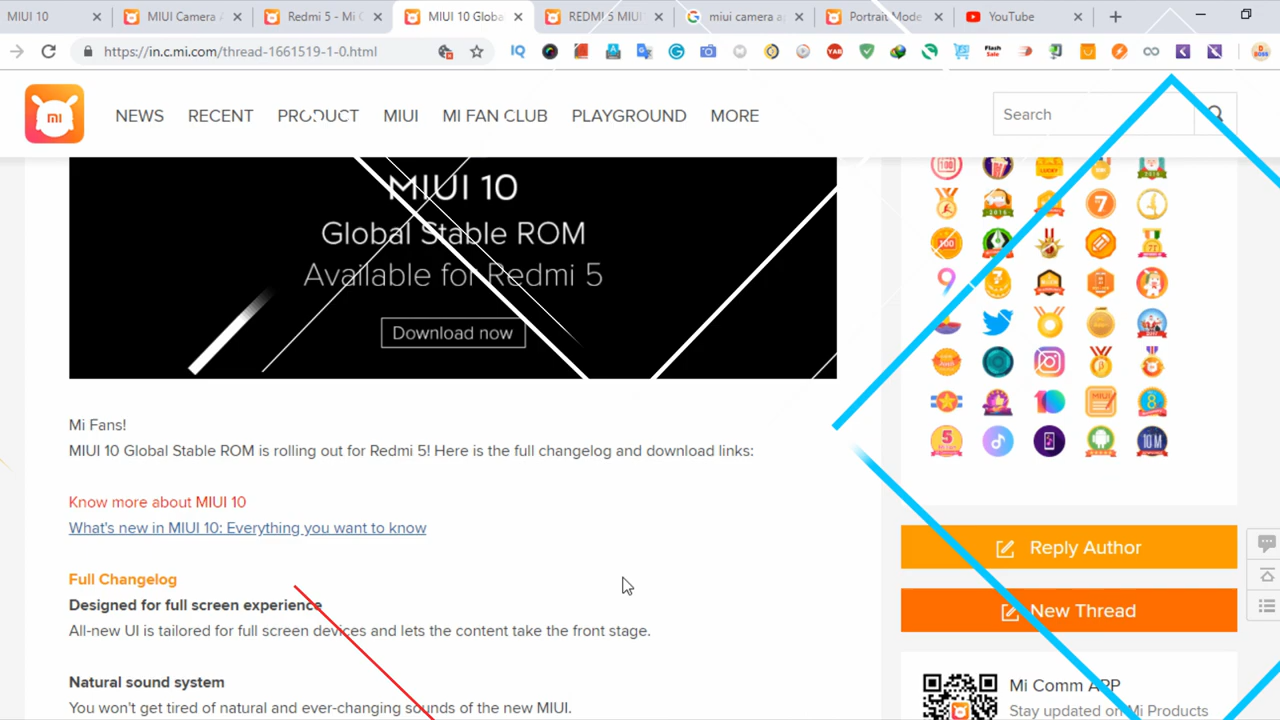 MIUI 10
MIUI Camera
Redmi 5 - Mi C
MIUI 10 Globa
REDMI 5 MIUI
miui camera ap
Portrait Mode
YouTube
https://in.c.mi.com/thread-1661519-1-0.html
mi
NEWS
RECENT
PRODUCT
MIUI
MI FAN CLUB
PLAYGROUND
MORE
Search
MIUI 10
Global Stable ROM
Available for Redmi 5
Download now
Mi Fans!
MIUI 10 Global Stable ROM is rolling out for Redmi 5! Here is the full changelog and download links:
Know more about MIUI 10
What's new in MIUI 10: Everything you want to know
Full Changelog
Designed for full screen experience
All-new UI is tailored for full screen devices and lets the content take the front stage.
Natural sound system
You won't get tired of natural and ever-changing sounds of the new MIUI.
Reply Author
New Thread
Mi Comm APP
Stay updated on Mi Products